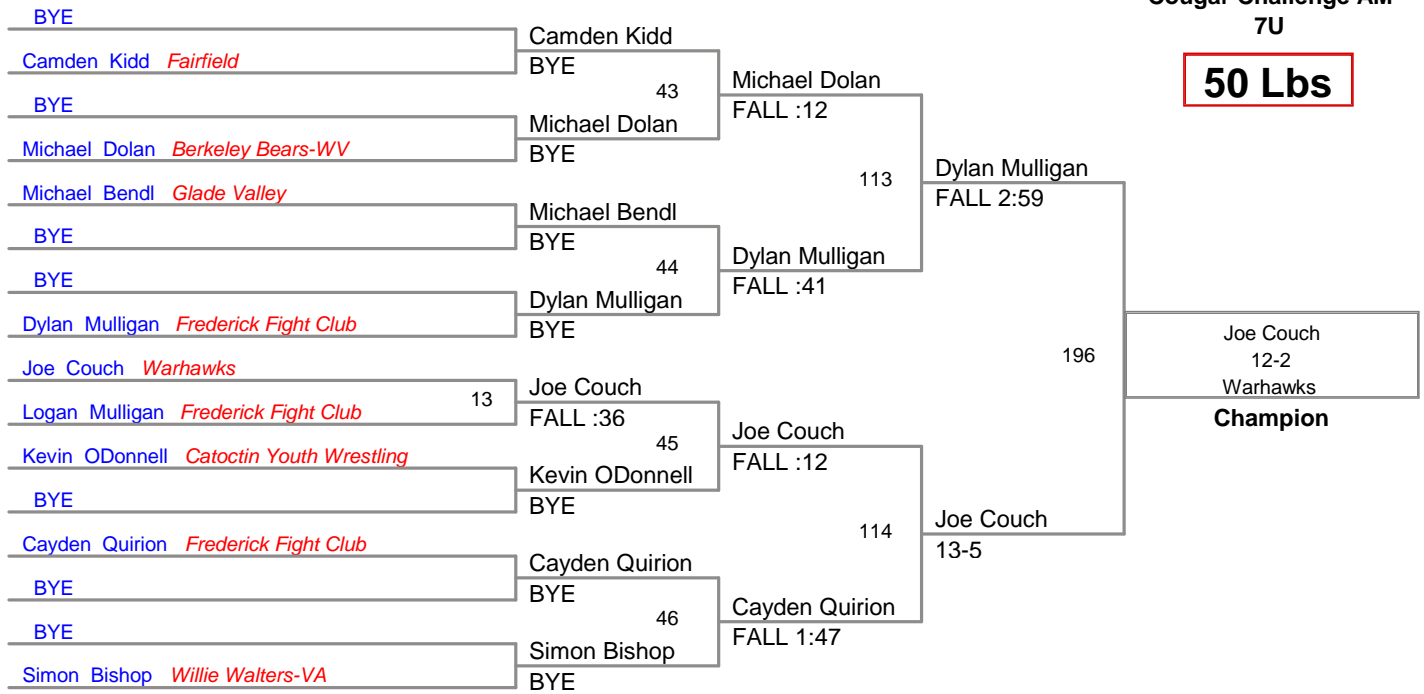 Cougar Challenge AM
7U
50 Lbs
BYE
Camden Kidd Fairfield
BYE
Michael Dolan Berkeley Bears-WV
Michael Bendl Glade Valley
BYE
BYE
Dylan Mulligan Frederick Fight Club
Joe Couch Warhawks
13
Logan Mulligan Frederick Fight Club
Kevin ODonnell Catoctin Youth Wrestling
BYE
Cayden Quirion Frederick Fight Club
BYE
BYE
Simon Bishop Willie Walters-VA
Camden Kidd
BYE
43
Michael Dolan
BYE
Michael Bendl
BYE
44
Dylan Mulligan
BYE
Joe Couch
FALL :36
45
Kevin ODonnell
BYE
Cayden Quirion
BYE
46
Simon Bishop
BYE
Michael Dolan
FALL :12
113
Dylan Mulligan
FALL :41
Joe Couch
FALL :12
114
Cayden Quirion
FALL 1:47
Dylan Mulligan
FALL 2:59
196
Joe Couch
13-5
Joe Couch
12-2
Warhawks
Champion